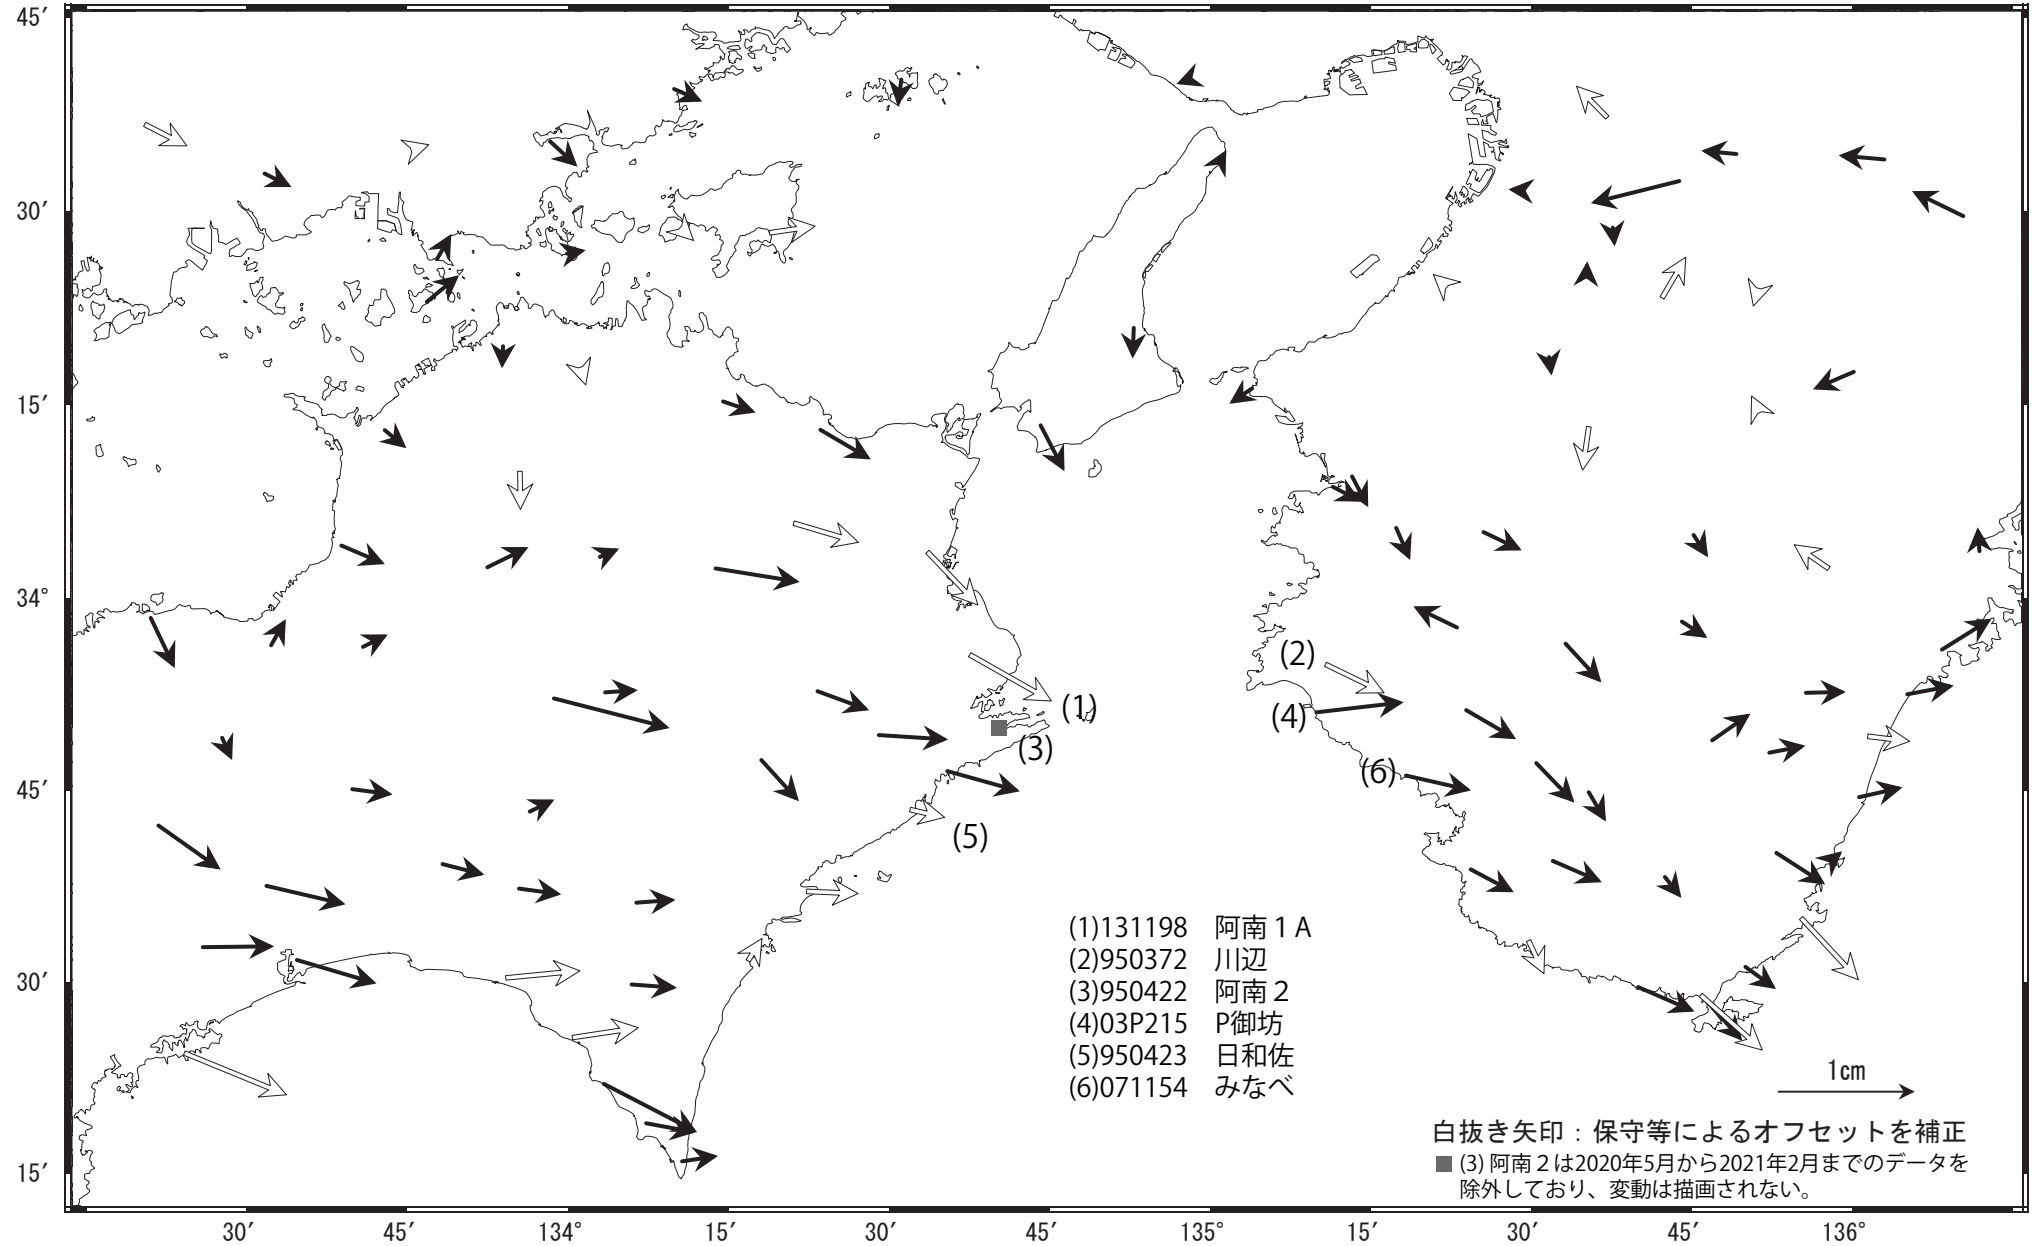 45′
30′
15′
34°
45′
30′
15′
(1)
(2)
(3)
(4)
(5)
(6)
(1)131198 阿南１A
(2)950372 川辺
(3)950422 阿南２
(4)03P215 P御坊
(5)950423 日和佐
(6)071154 みなべ
1cm
白抜き矢印：保守等によるオフセットを補正
(3) 阿南２は2020年5月から2021年2月までのデータを
除外しており、変動は描画されない。
30′ 45′ 134° 15′ 30′ 45′ 135° 15′ 30′ 45′ 136°